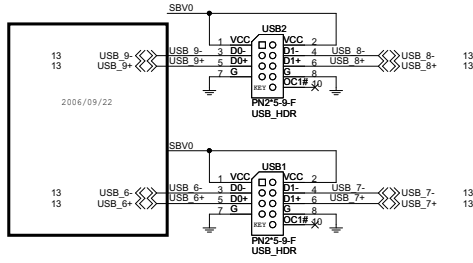 SBV0
USB2
1 VCC VCC 2
13 USB_9- USB_9- 3 D0- D1- 4 USB_8- USB_8- 13
13 USB_9+ USB_9+ 5 D0+ D1+ 6 USB_8+ USB_8+ 13
7 G G 8
OC1# 10
KEY
PN2*5-9-F
USB_HDR
2006/09/22
SBV0
USB1
1 VCC VCC 2
13 USB_6- USB_6- 3 D0- D1- 4 USB_7- USB_7- 13
13 USB_6+ USB_6+ 5 D0+ D1+ 6 USB_7+ USB_7+ 13
7 G G 8
OC1# 10
KEY
PN2*5-9-F
USB_HDR